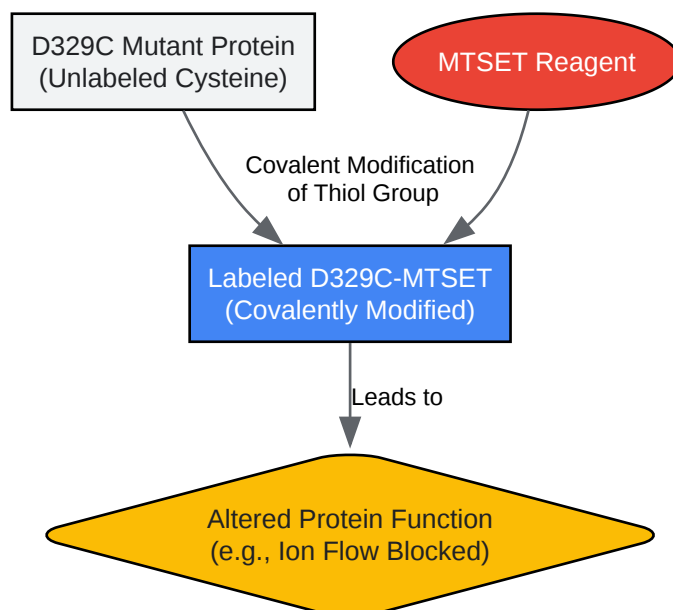 D329C Mutant Protein
(Unlabeled Cysteine)
MTSET Reagent
Covalent Modification
of Thiol Group
Labeled D329C-MTSET
(Covalently Modified)
Leads to
Altered Protein Function
(e.g., Ion Flow Blocked)